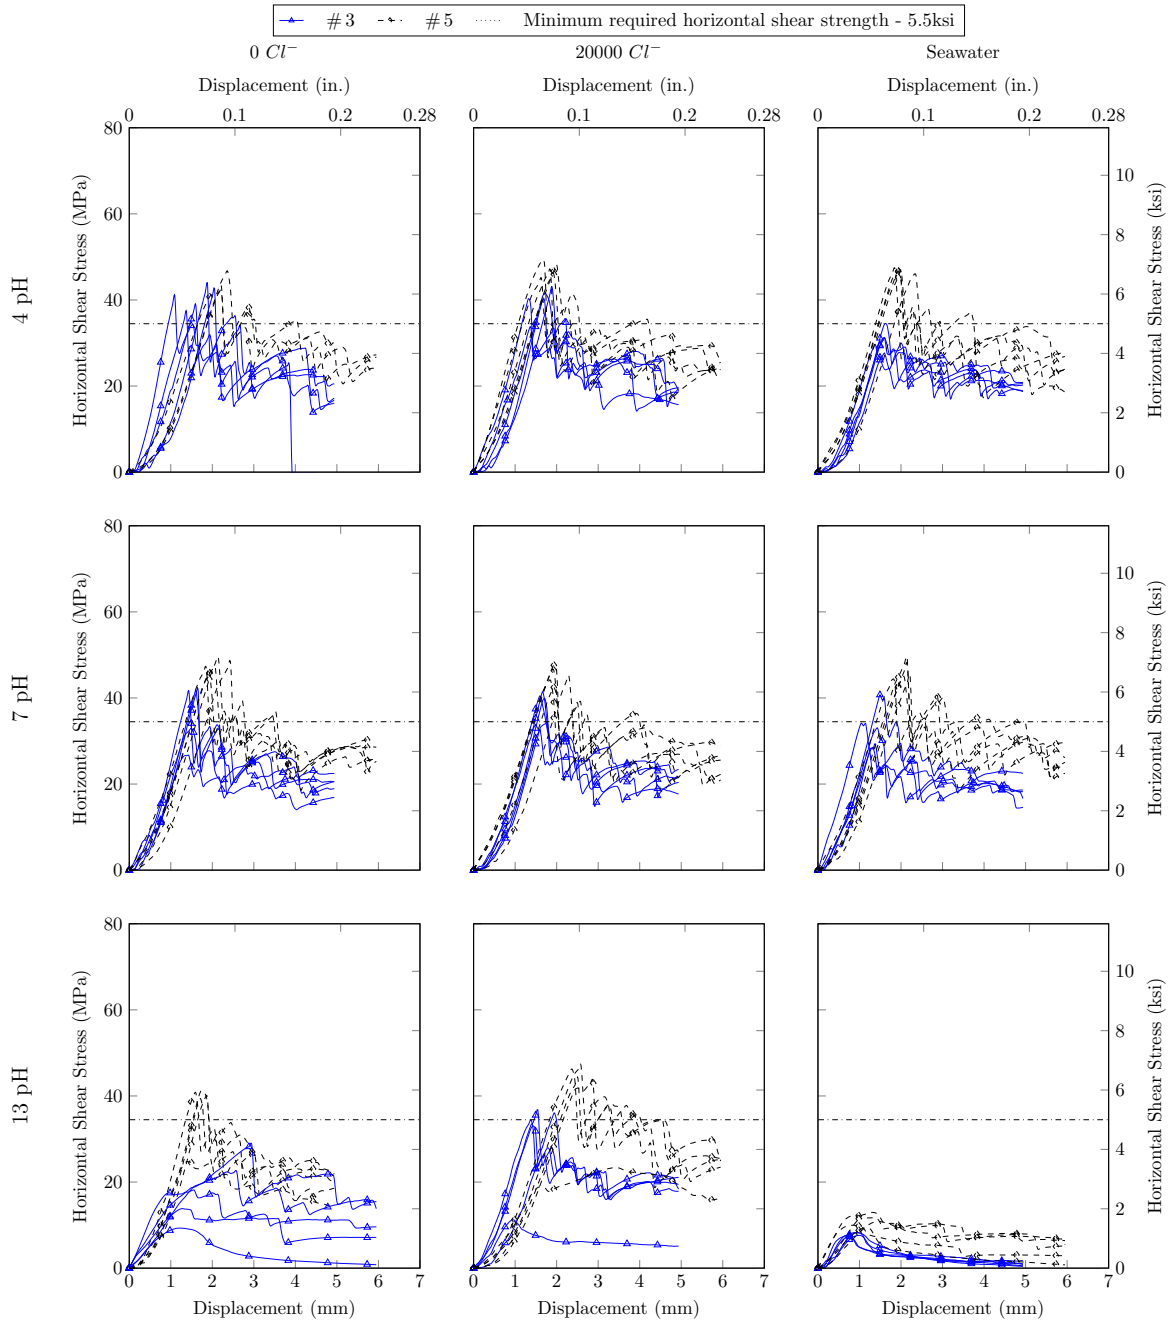 #3 #5 Minimum required horizontal shear strength - 5.5ksi
0 Cl⁻ 20000 Cl⁻ Seawater
Displacement (in.) Displacement (in.) Displacement (in.)
0 0.1 0.2 0.28 0 0.1 0.2 0.28 0 0.1 0.2 0.28
4 pH
Horizontal Shear Stress (MPa)
80
60
40
20
0
10
8
6
4
2
0
Horizontal Shear Stress (ksi)
7 pH
Horizontal Shear Stress (MPa)
80
60
40
20
0
10
8
6
4
2
0
Horizontal Shear Stress (ksi)
13 pH
Horizontal Shear Stress (MPa)
80
60
40
20
0
10
8
6
4
2
0
Horizontal Shear Stress (ksi)
0 1 2 3 4 5 6 7 0 1 2 3 4 5 6 7 0 1 2 3 4 5 6 7
Displacement (mm) Displacement (mm) Displacement (mm)